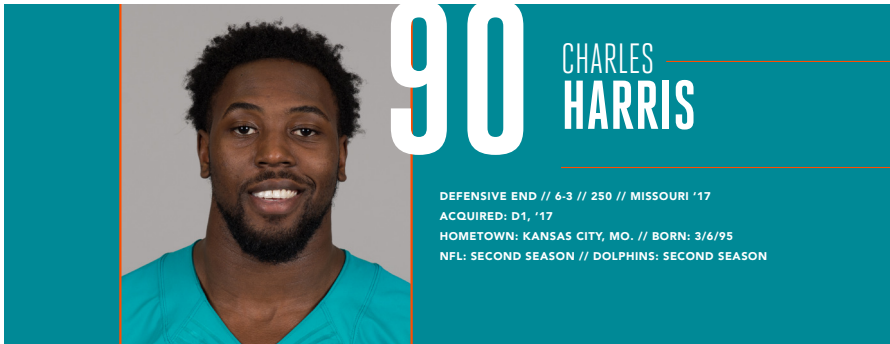 90
CHARLES
HARRIS
DEFENSIVE END // 6-3 // 250 // MISSOURI ’17
ACQUIRED: D1, ’17
HOMETOWN: KANSAS CITY, MO. // BORN: 3/6/95
NFL: SECOND SEASON // DOLPHINS: SECOND SEASON